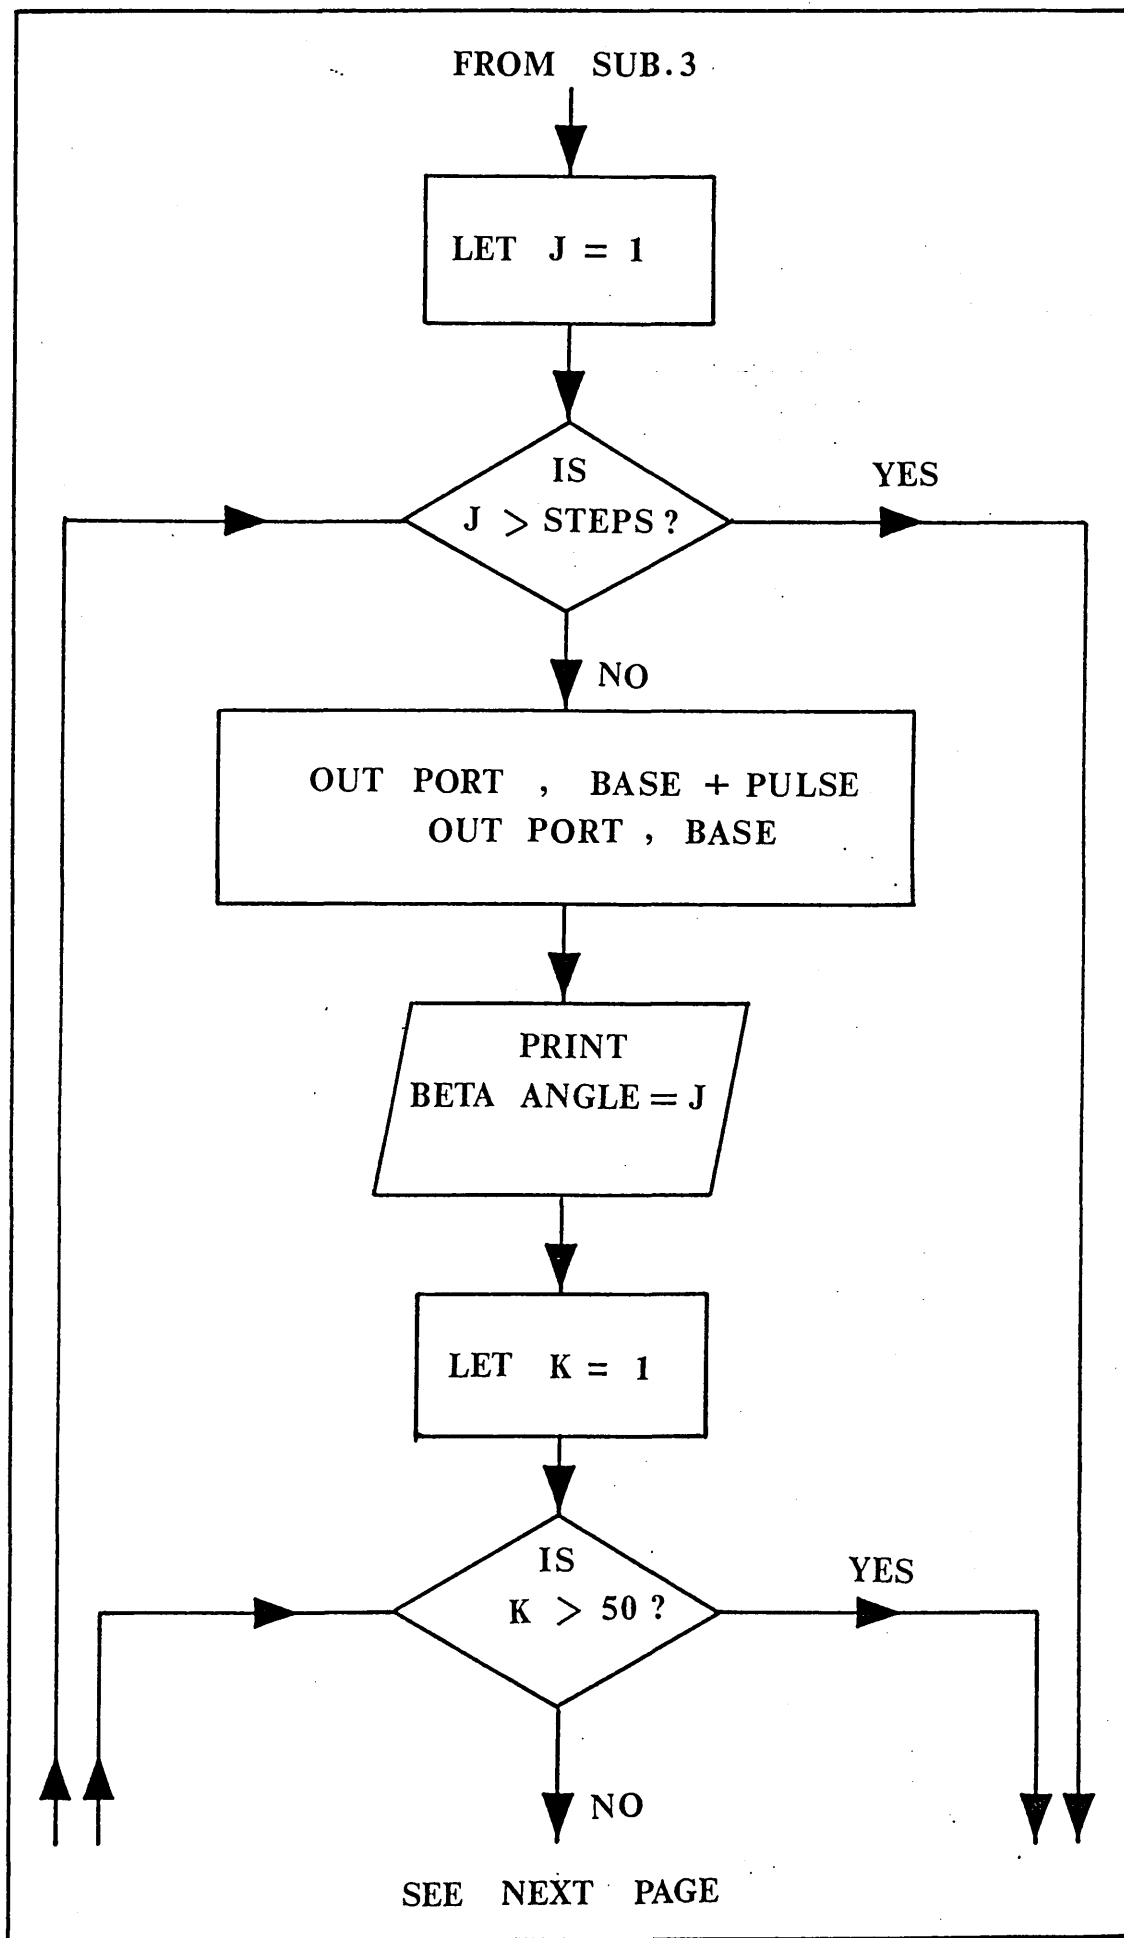 FROM SUB.3
LET J = 1
IS
J > STEPS ?
YES
NO
OUT PORT , BASE + PULSE
OUT PORT , BASE
PRINT
BETA ANGLE = J
LET K = 1
IS
K > 50 ?
YES
NO
SEE NEXT PAGE